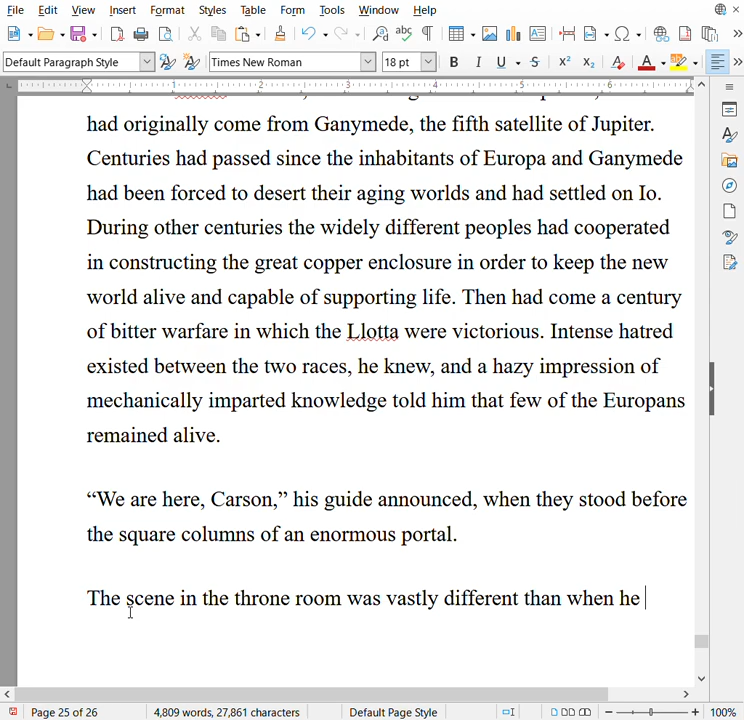 File Edit View Insert Format Styles Table Form Tools Window Help
Default Paragraph Style Times New Roman 18 pt
1 2 3 4 5 6
had originally come from Ganymede, the fifth satellite of Jupiter.
Centuries had passed since the inhabitants of Europa and Ganymede
had been forced to desert their aging worlds and had settled on Io.
During other centuries the widely different peoples had cooperated
in constructing the great copper enclosure in order to keep the new
world alive and capable of supporting life. Then had come a century
of bitter warfare in which the Llotta were victorious. Intense hatred
existed between the two races, he knew, and a hazy impression of
mechanically imparted knowledge told him that few of the Europans
remained alive.
“We are here, Carson,” his guide announced, when they stood before
the square columns of an enormous portal.
The scene in the throne room was vastly different than when he
Page 25 of 26 4,809 words, 27,861 characters Default Page Style 100%